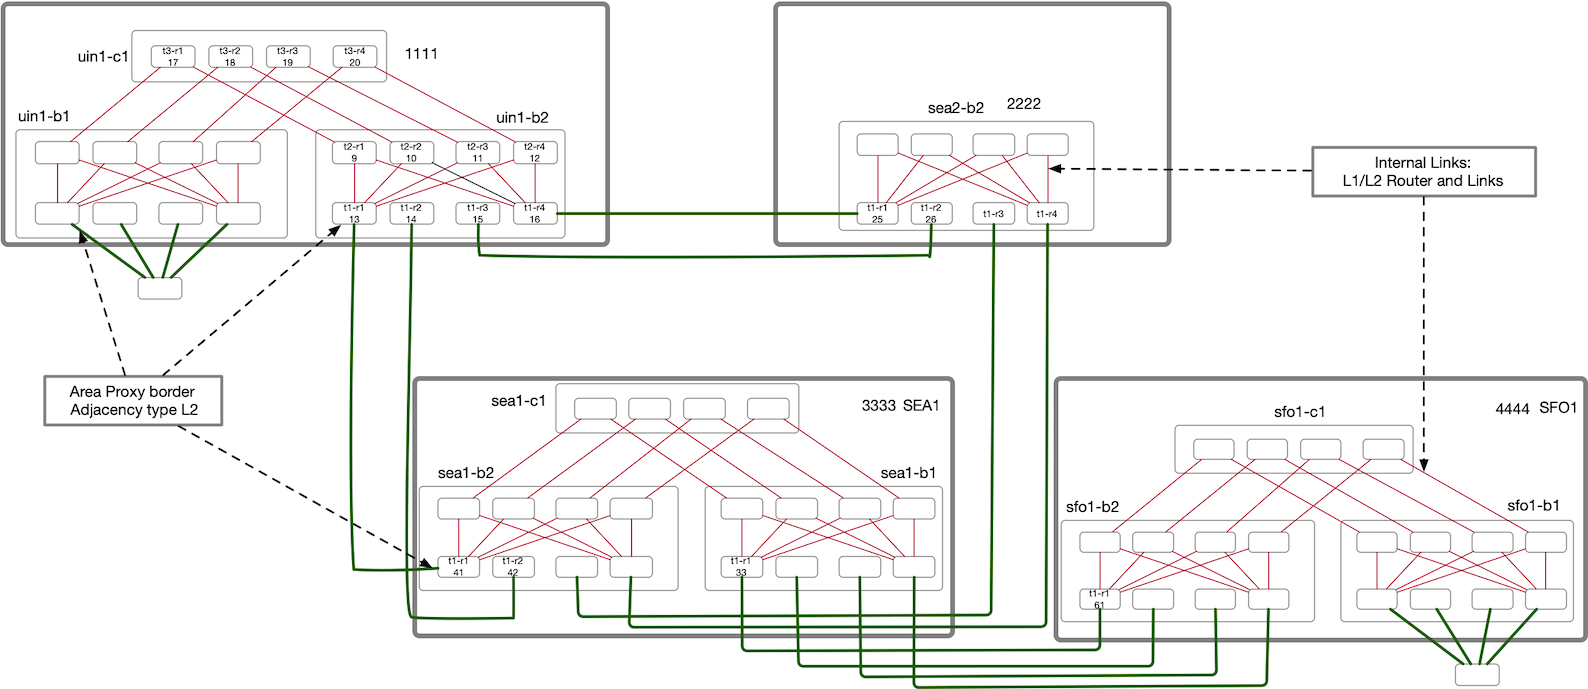 uin1-c1
t3-r1
17
t3-r2
18
t3-r3
19
t3-r4
20
1111
uin1-b1
uin1-b2
t2-r1
9
t2-r2
10
t2-r3
11
t2-r4
12
t1-r1
13
t1-r2
14
t1-r3
15
t1-r4
16
sea2-b2
2222
t1-r1
25
t1-r2
26
t1-r3
t1-r4
Internal Links:
L1/L2 Router and Links
Area Proxy border
Adjacency type L2
sea1-c1
3333 SEA1
sea1-b2
sea1-b1
t1-r1
41
t1-r2
42
t1-r1
33
sfo1-c1
4444 SFO1
sfo1-b2
sfo1-b1
t1-r1
61